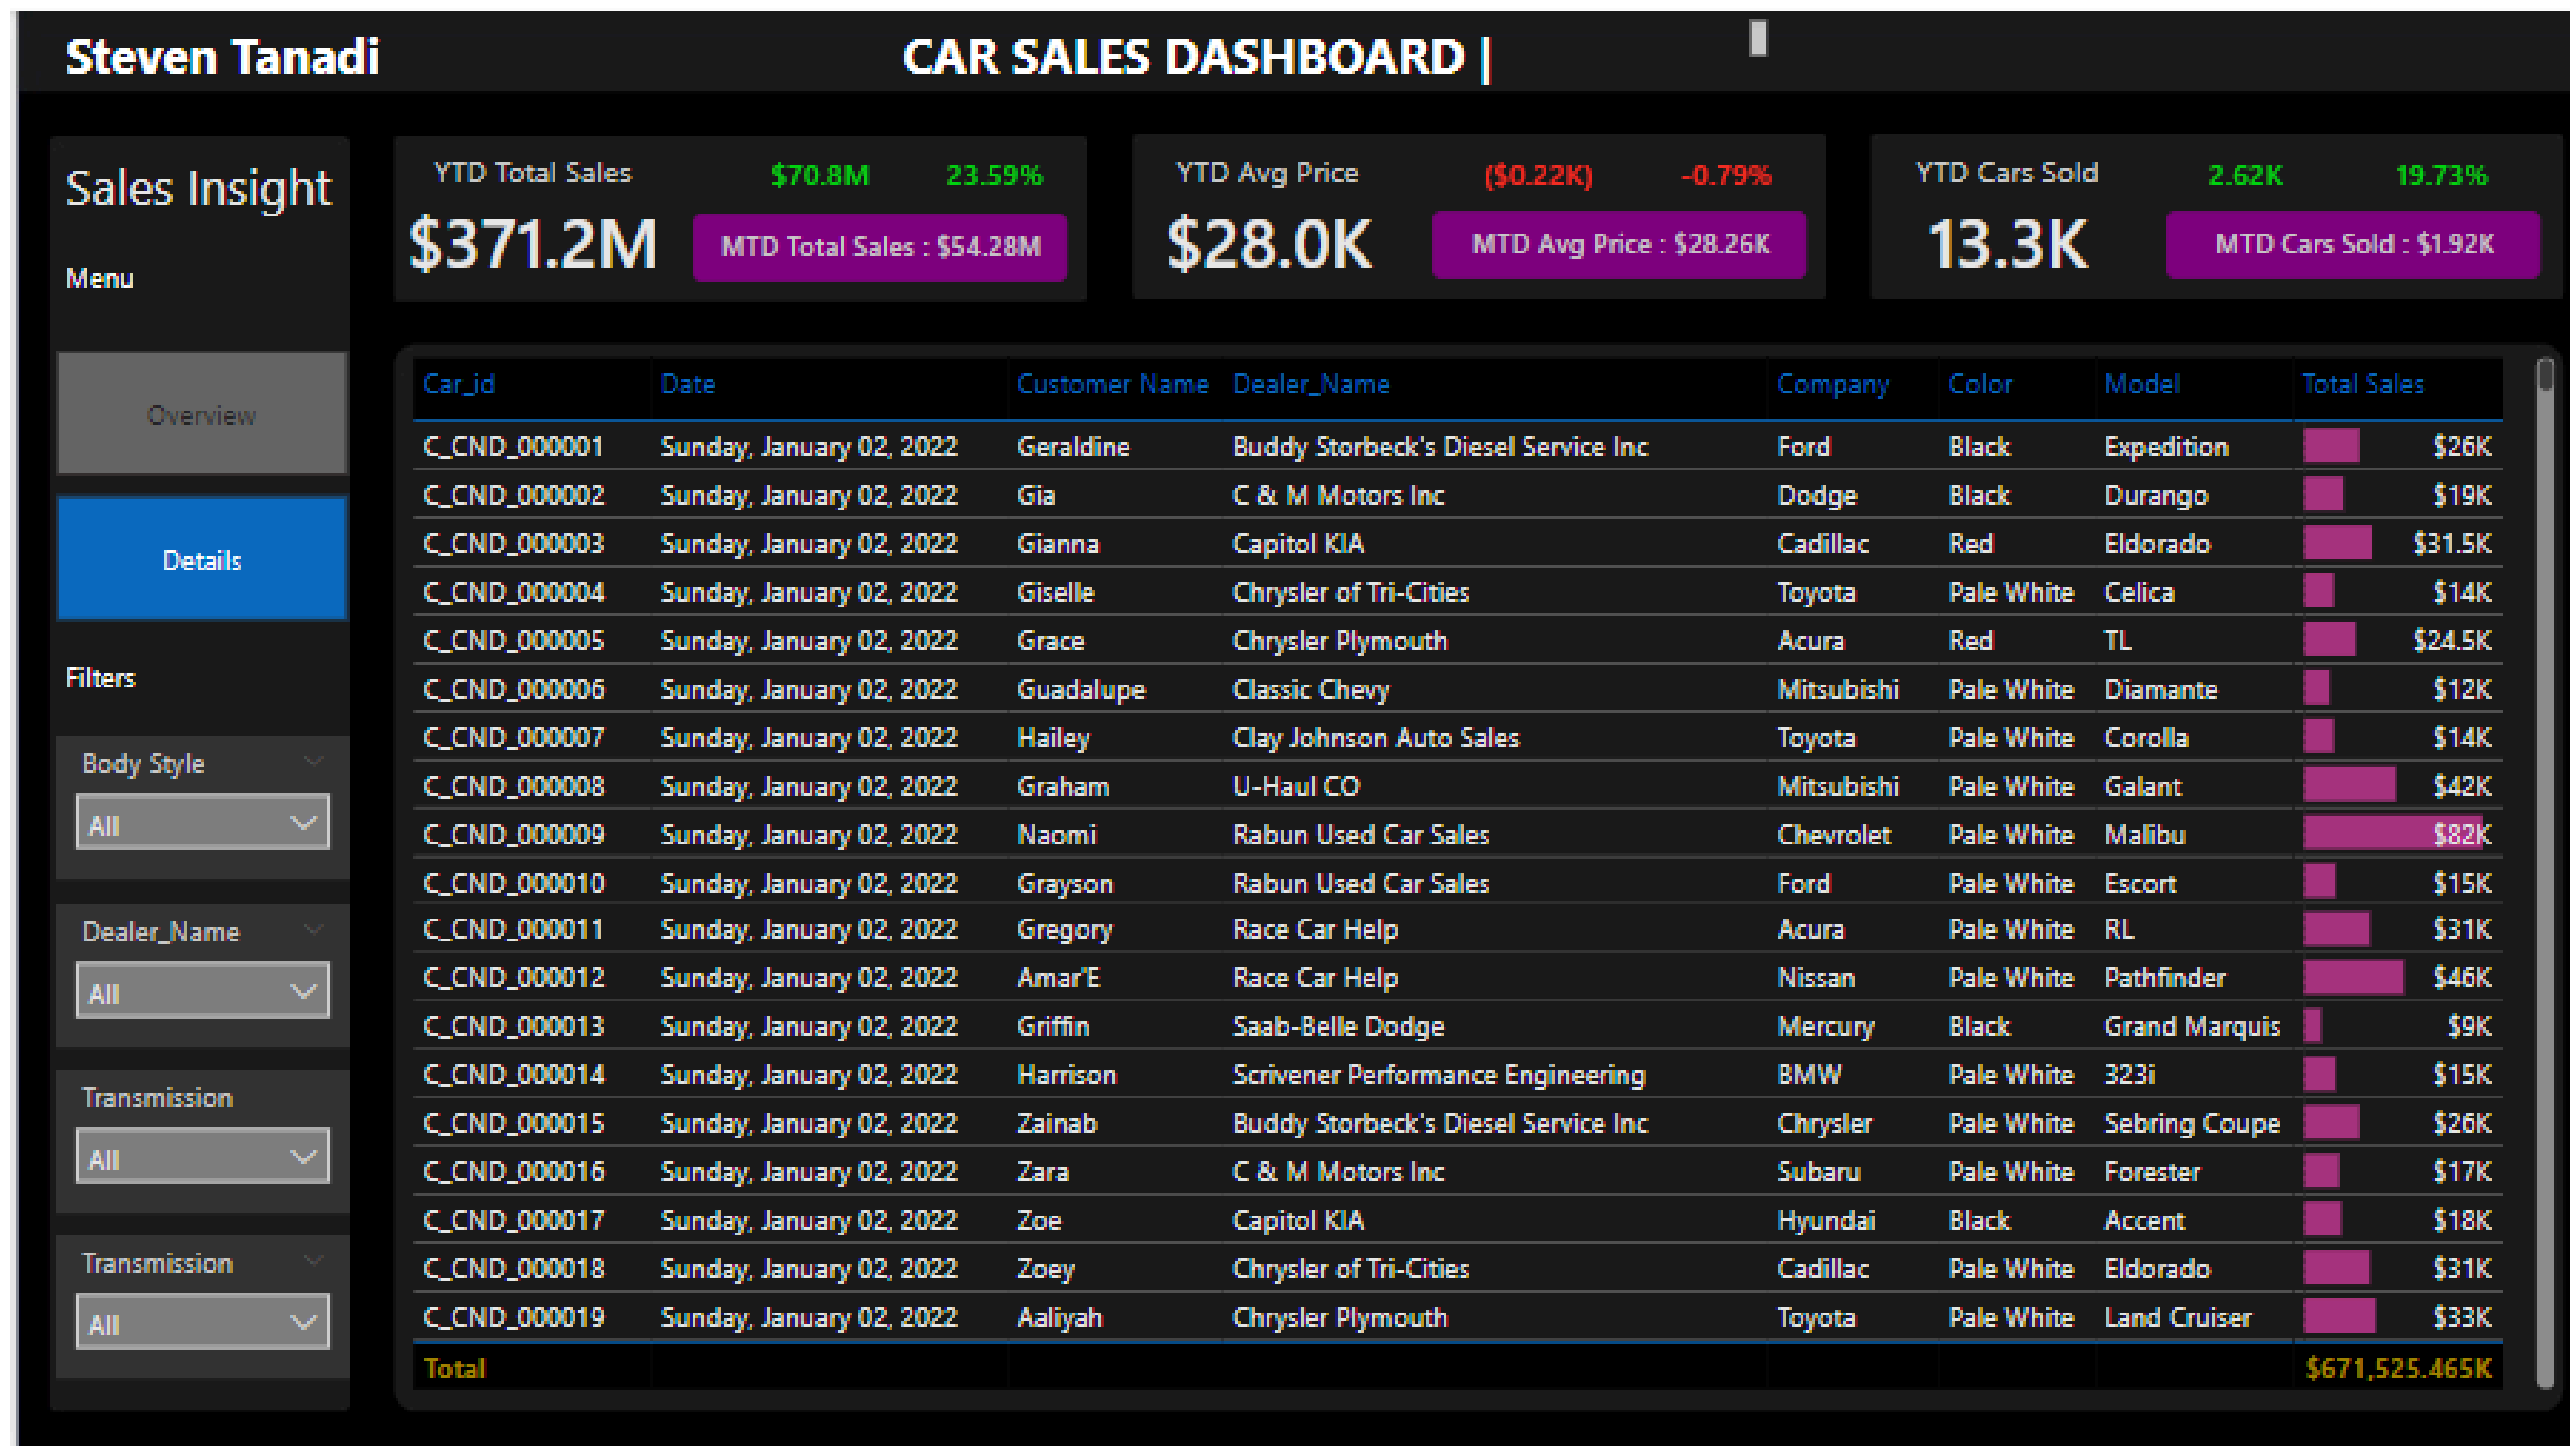 Steven Tanadi
CAR SALES DASHBOARD |
Sales Insight
Menu
Overview
Details
Filters
Body Style
All
Dealer_Name
All
Transmission
All
Transmission
All
YTD Total Sales $70.8M 23.59%
$371.2M MTD Total Sales : $54.28M
YTD Avg Price ($0.22K) -0.79%
$28.0K MTD Avg Price : $28.26K
YTD Cars Sold 2.62K 19.73%
13.3K MTD Cars Sold : $1.92K
Car_id Date Customer Name Dealer_Name Company Color Model Total Sales
C_CND_000001 Sunday, January 02, 2022 Geraldine Buddy Storbeck's Diesel Service Inc Ford Black Expedition $26K
C_CND_000002 Sunday, January 02, 2022 Gia C & M Motors Inc Dodge Black Durango $19K
C_CND_000003 Sunday, January 02, 2022 Gianna Capitol KIA Cadillac Red Eldorado $31.5K
C_CND_000004 Sunday, January 02, 2022 Giselle Chrysler of Tri-Cities Toyota Pale White Celica $14K
C_CND_000005 Sunday, January 02, 2022 Grace Chrysler Plymouth Acura Red TL $24.5K
C_CND_000006 Sunday, January 02, 2022 Guadalupe Classic Chevy Mitsubishi Pale White Diamante $12K
C_CND_000007 Sunday, January 02, 2022 Hailey Clay Johnson Auto Sales Toyota Pale White Corolla $14K
C_CND_000008 Sunday, January 02, 2022 Graham U-Haul CO Mitsubishi Pale White Galant $42K
C_CND_000009 Sunday, January 02, 2022 Naomi Rabun Used Car Sales Chevrolet Pale White Malibu $82K
C_CND_000010 Sunday, January 02, 2022 Grayson Rabun Used Car Sales Ford Pale White Escort $15K
C_CND_000011 Sunday, January 02, 2022 Gregory Race Car Help Acura Pale White RL $31K
C_CND_000012 Sunday, January 02, 2022 Amar'E Race Car Help Nissan Pale White Pathfinder $46K
C_CND_000013 Sunday, January 02, 2022 Griffin Saab-Belle Dodge Mercury Black Grand Marquis $9K
C_CND_000014 Sunday, January 02, 2022 Harrison Scrivener Performance Engineering BMW Pale White 323i $15K
C_CND_000015 Sunday, January 02, 2022 Zainab Buddy Storbeck's Diesel Service Inc Chrysler Pale White Sebring Coupe $26K
C_CND_000016 Sunday, January 02, 2022 Zara C & M Motors Inc Subaru Pale White Forester $17K
C_CND_000017 Sunday, January 02, 2022 Zoe Capitol KIA Hyundai Black Accent $18K
C_CND_000018 Sunday, January 02, 2022 Zoey Chrysler of Tri-Cities Cadillac Pale White Eldorado $31K
C_CND_000019 Sunday, January 02, 2022 Aaliyah Chrysler Plymouth Toyota Pale White Land Cruiser $33K
Total $671,525.465K